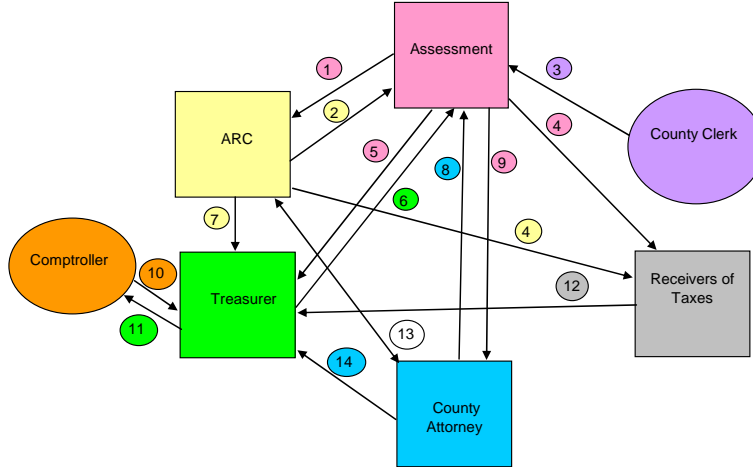 Assessment
1
3
2
4
County Clerk
ARC
5
9
8
6
7
4
Comptroller
10
Treasurer
12
Receivers of
Taxes
11
13
14
County
Attorney